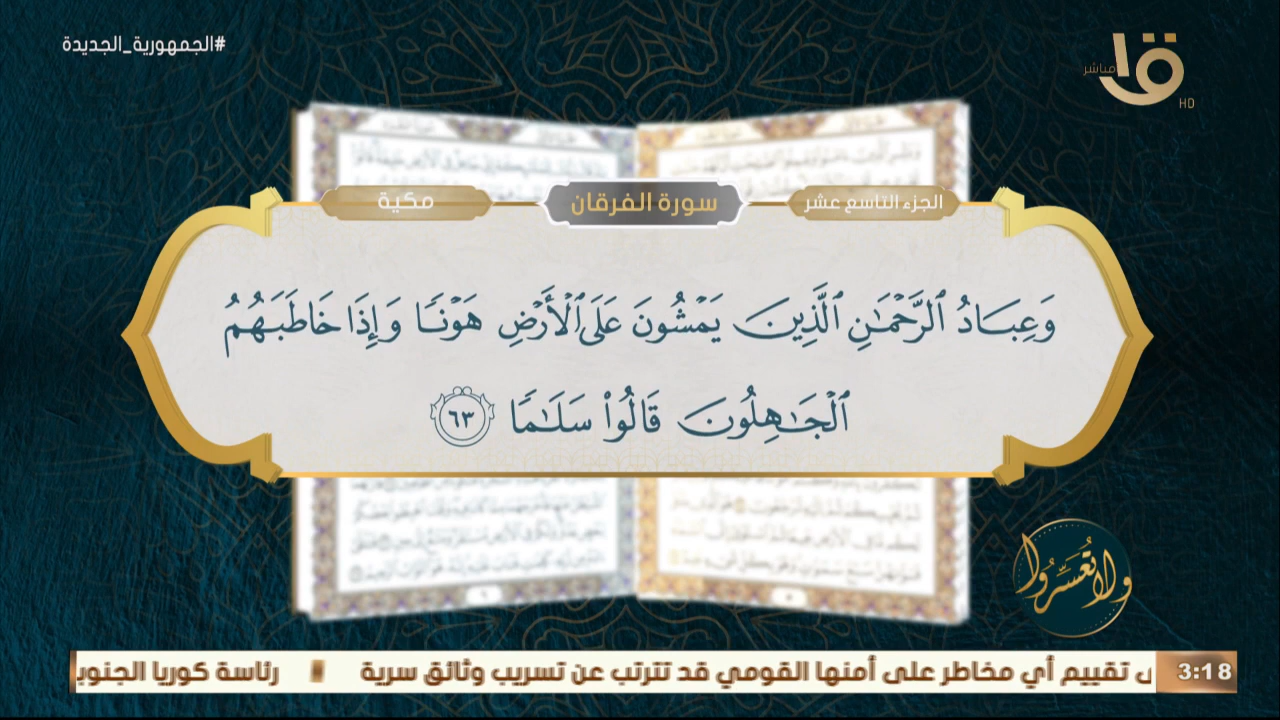 #الجمهورية_الجديدة
مباشر
HD
الجزء التاسع عشر
سورة الفرقان
مكية
وَعِبَادُ ٱلرَّحْمَٰنِ ٱلَّذِينَ يَمْشُونَ عَلَى ٱلْأَرْضِ هَوْنًا وَإِذَا خَاطَبَهُمُ
ٱلْجَٰهِلُونَ قَالُوا۟ سَلَٰمًا ٦٣
ولا تعسروا
3:18
تقييم أي مخاطر على أمنها القومي قد تترتب عن تسريب وثائق سرية
رئاسة كوريا